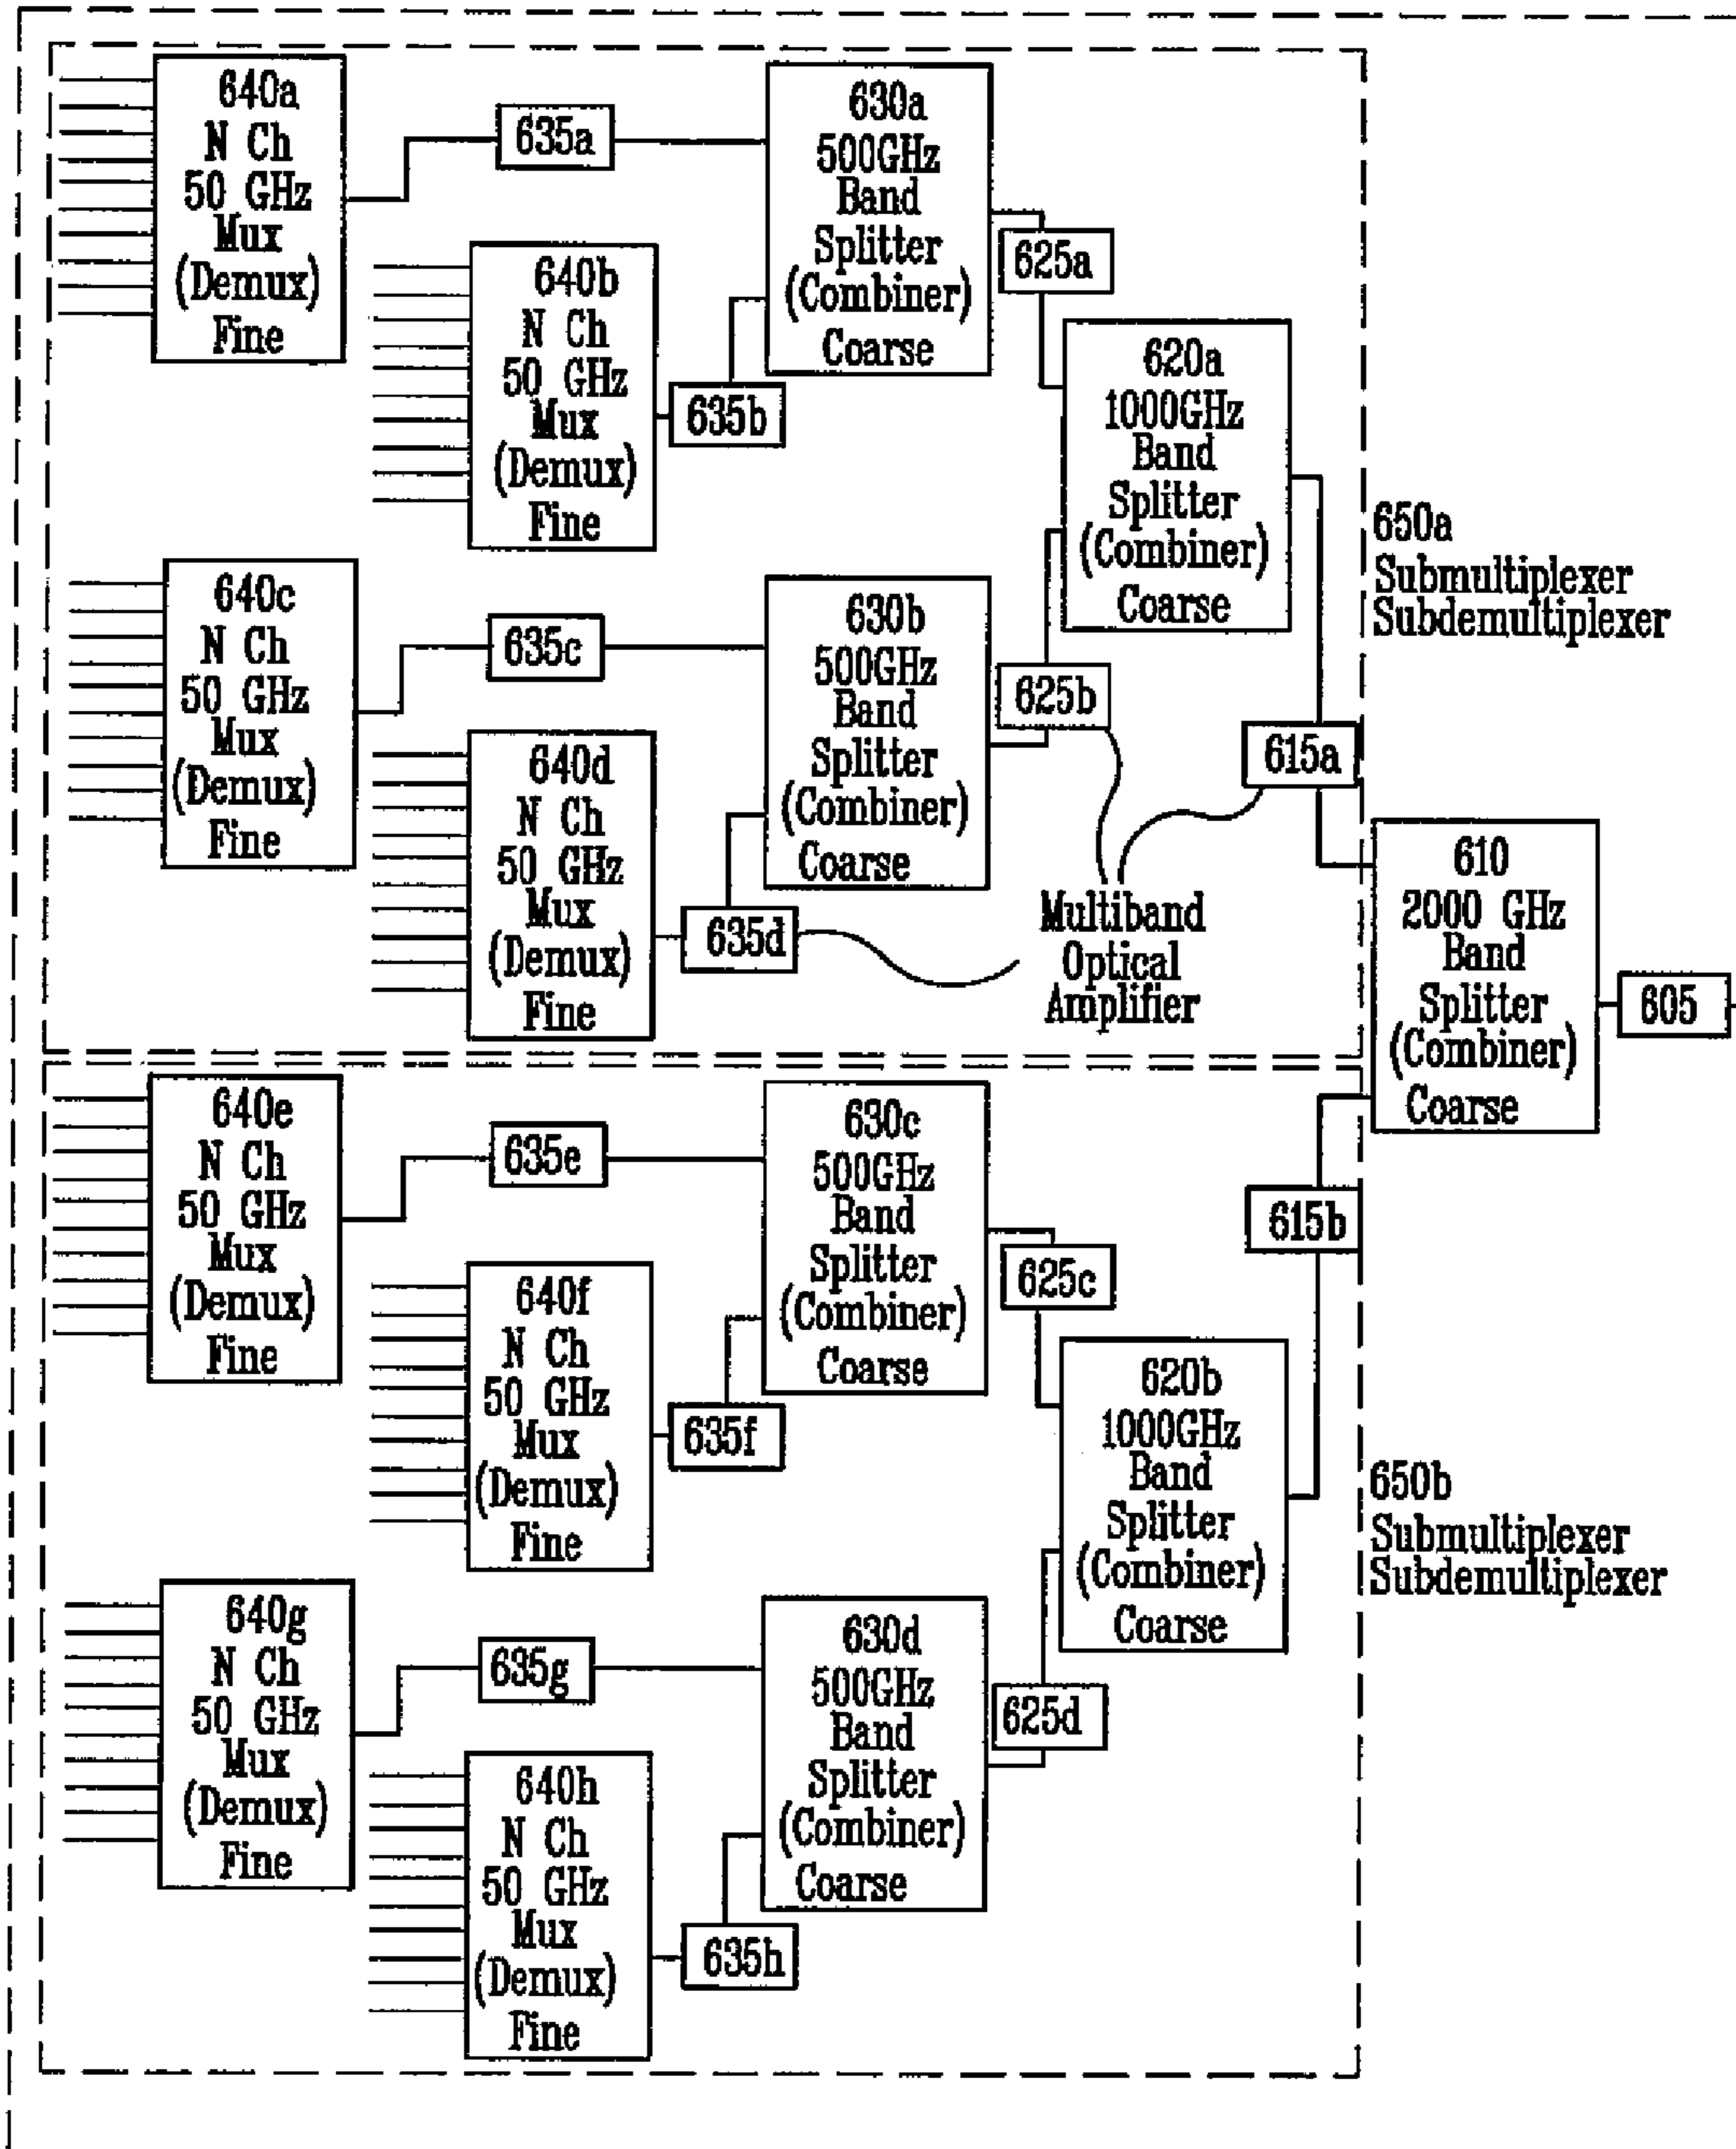 640a
N Ch
50 GHz
Mux
(Demux)
Fine
635a
630a
500GHz
Band
Splitter
(Combiner)
Coarse
625a
640b
N Ch
50 GHz
Mux
(Demux)
Fine
635b
620a
1000GHz
Band
Splitter
(Combiner)
Coarse
650a
Submultiplexer
Subdemultiplexer
640c
N Ch
50 GHz
Mux
(Demux)
Fine
635c
630b
500GHz
Band
Splitter
(Combiner)
Coarse
625b
615a
640d
N Ch
50 GHz
Mux
(Demux)
Fine
635d
Multiband
Optical
Amplifier
610
2000 GHz
Band
Splitter
(Combiner)
Coarse
605
640e
N Ch
50 GHz
Mux
(Demux)
Fine
635e
630c
500GHz
Band
Splitter
(Combiner)
Coarse
625c
615b
640f
N Ch
50 GHz
Mux
(Demux)
Fine
635f
620b
1000GHz
Band
Splitter
(Combiner)
Coarse
650b
Submultiplexer
Subdemultiplexer
640g
N Ch
50 GHz
Mux
(Demux)
Fine
635g
630d
500GHz
Band
Splitter
(Combiner)
Coarse
625d
640h
N Ch
50 GHz
Mux
(Demux)
Fine
635h